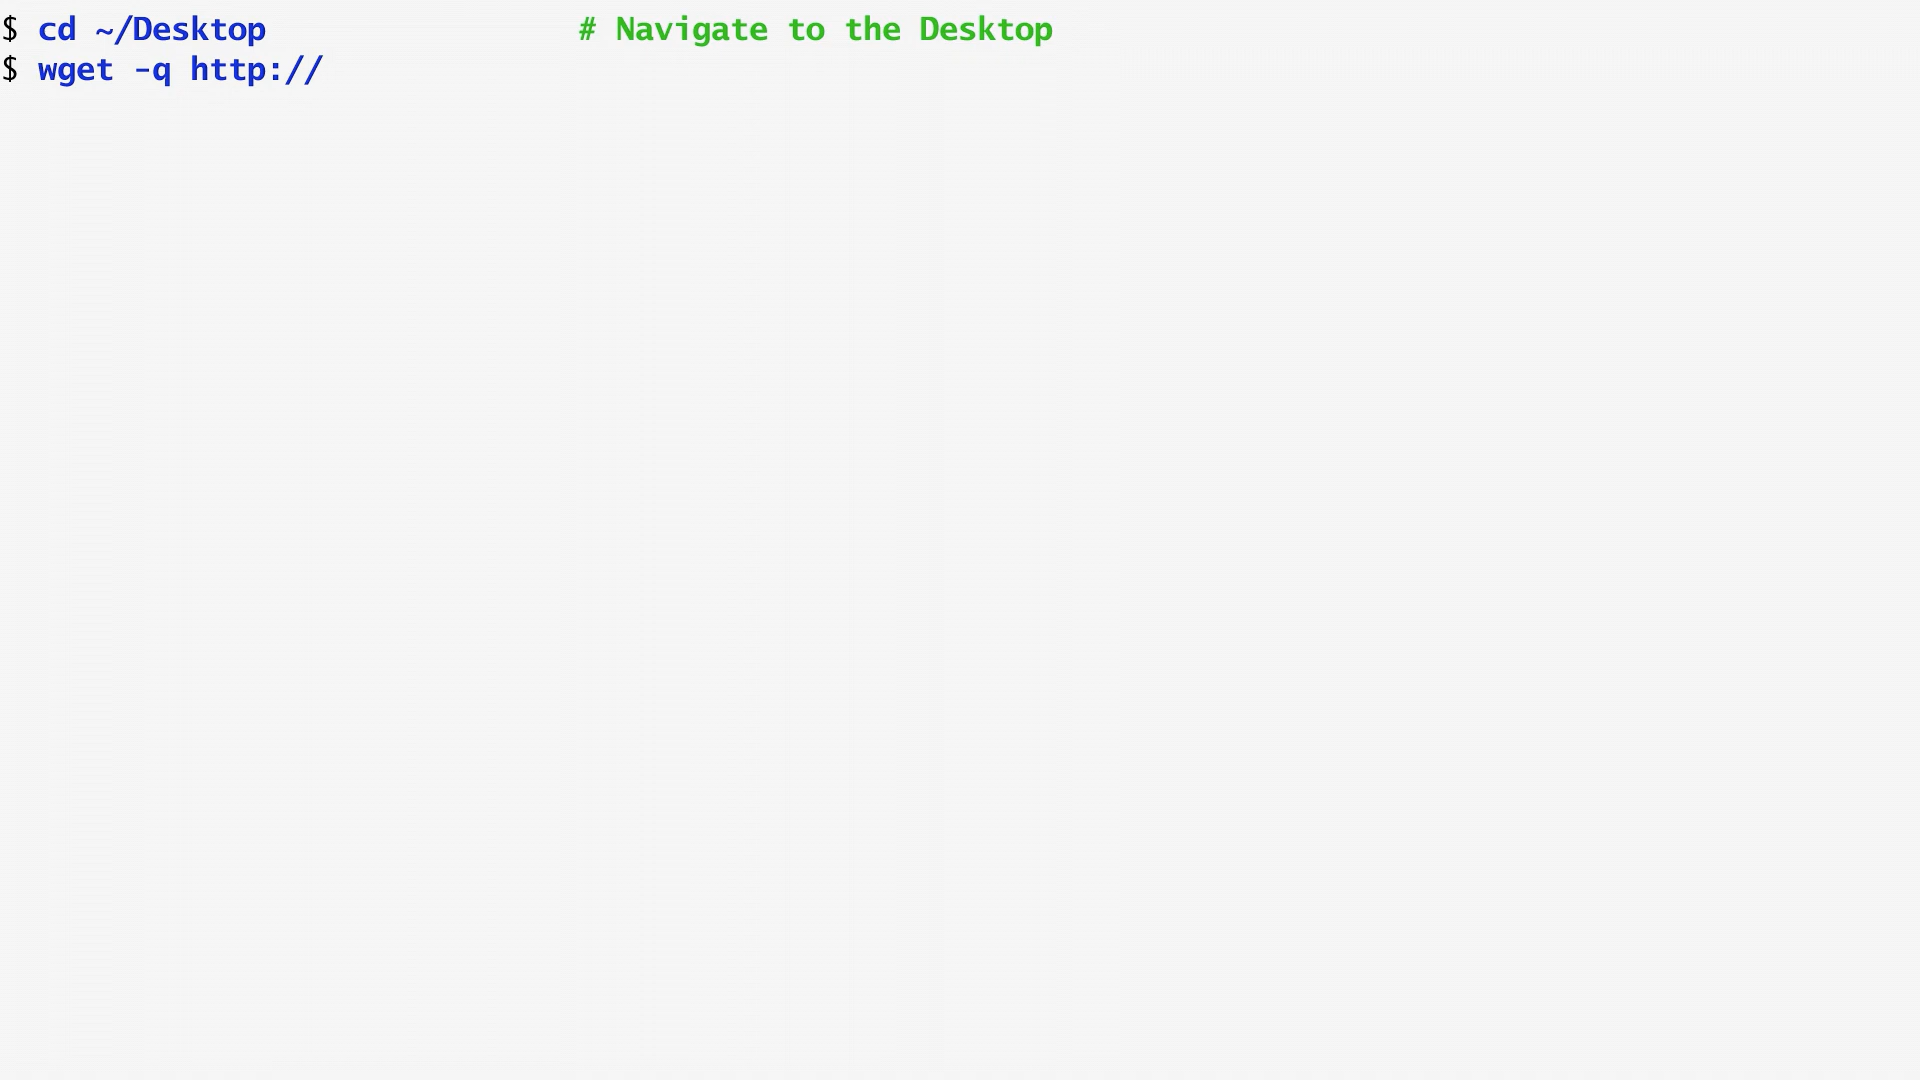 $ cd ~/Desktop # Navigate to the Desktop
$ wget -q http://